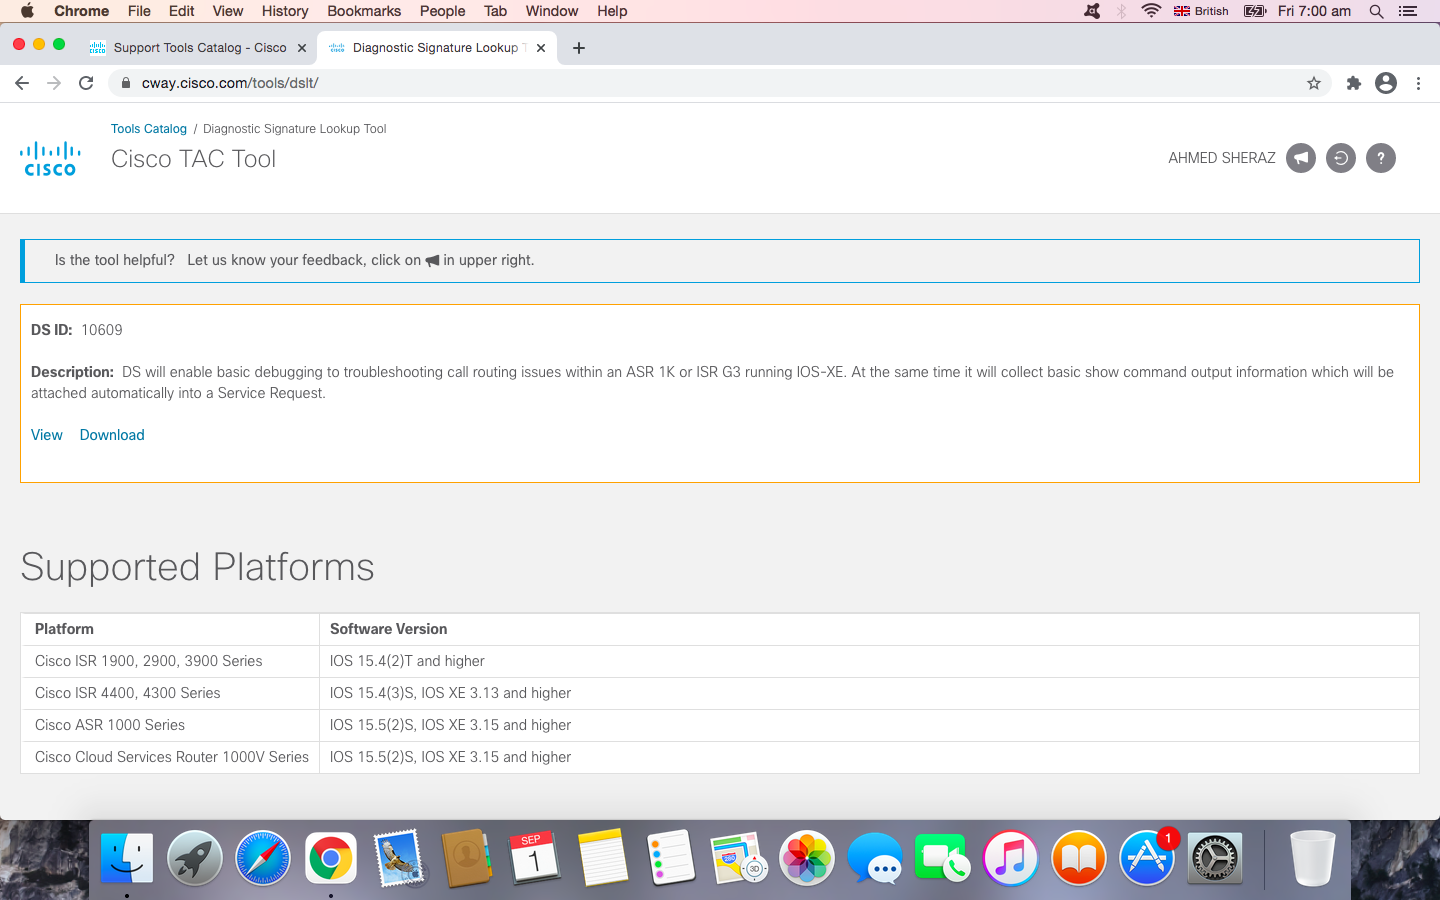 Chrome File Edit View History Bookmarks People Tab Window Help British Fri 7:00 am
Support Tools Catalog - Cisco Diagnostic Signature Lookup T
cway.cisco.com/tools/dslt/
Tools Catalog / Diagnostic Signature Lookup Tool
CISCO
Cisco TAC Tool
AHMED SHERAZ ?
Is the tool helpful? Let us know your feedback, click on in upper right.
DS ID: 10609
Description: DS will enable basic debugging to troubleshooting call routing issues within an ASR 1K or ISR G3 running IOS-XE. At the same time it will collect basic show command output information which will be
attached automatically into a Service Request.
View Download
Supported Platforms
Platform Software Version
Cisco ISR 1900, 2900, 3900 Series IOS 15.4(2)T and higher
Cisco ISR 4400, 4300 Series IOS 15.4(3)S, IOS XE 3.13 and higher
Cisco ASR 1000 Series IOS 15.5(2)S, IOS XE 3.15 and higher
Cisco Cloud Services Router 1000V Series IOS 15.5(2)S, IOS XE 3.15 and higher
SEP
1
280
3D
1